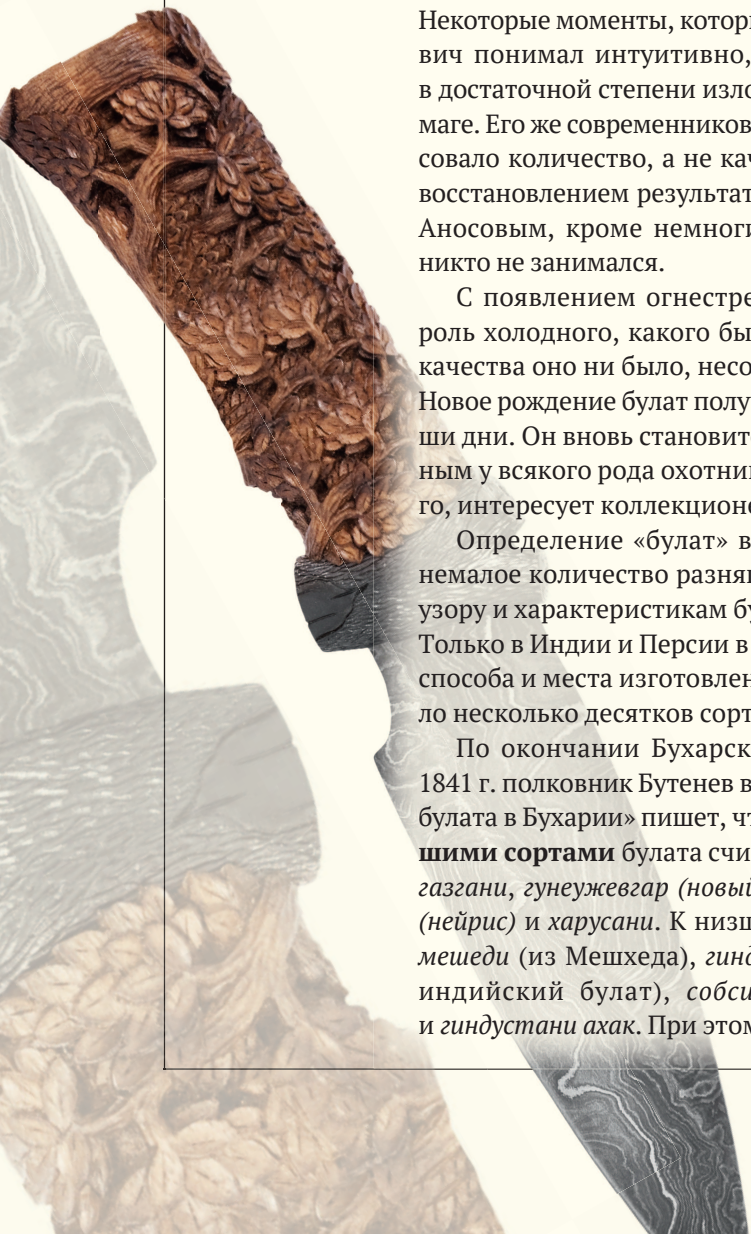 Некоторые моменты, котори
вич понимал интуитивно,
в достаточной степени изло
маге. Его же современников
совало количество, а не кач
восстановлением результат
Аносовым, кроме немноги
никто не занимался.
С появлением огнестре
роль холодного, какого бы
качества оно ни было, несо
Новое рождение булат полу
ши дни. Он вновь становит
ным у всякого рода охотни
го, интересует коллекционе
Определение «булат» в
немалое количество разня
узору и характеристикам бу
Только в Индии и Персии в
способа и места изготовлен
ло несколько десятков сорт
По окончании Бухарск
1841 г. полковник Бутенев в
булата в Бухарии» пишет, чт
шими сортами булата счи
газгани, гунеужевгар (новый
(нейрис) и харусани. К низш
мешеди (из Мешхеда), гинд
индийский булат), собси
и гиндустани ахак. При этом